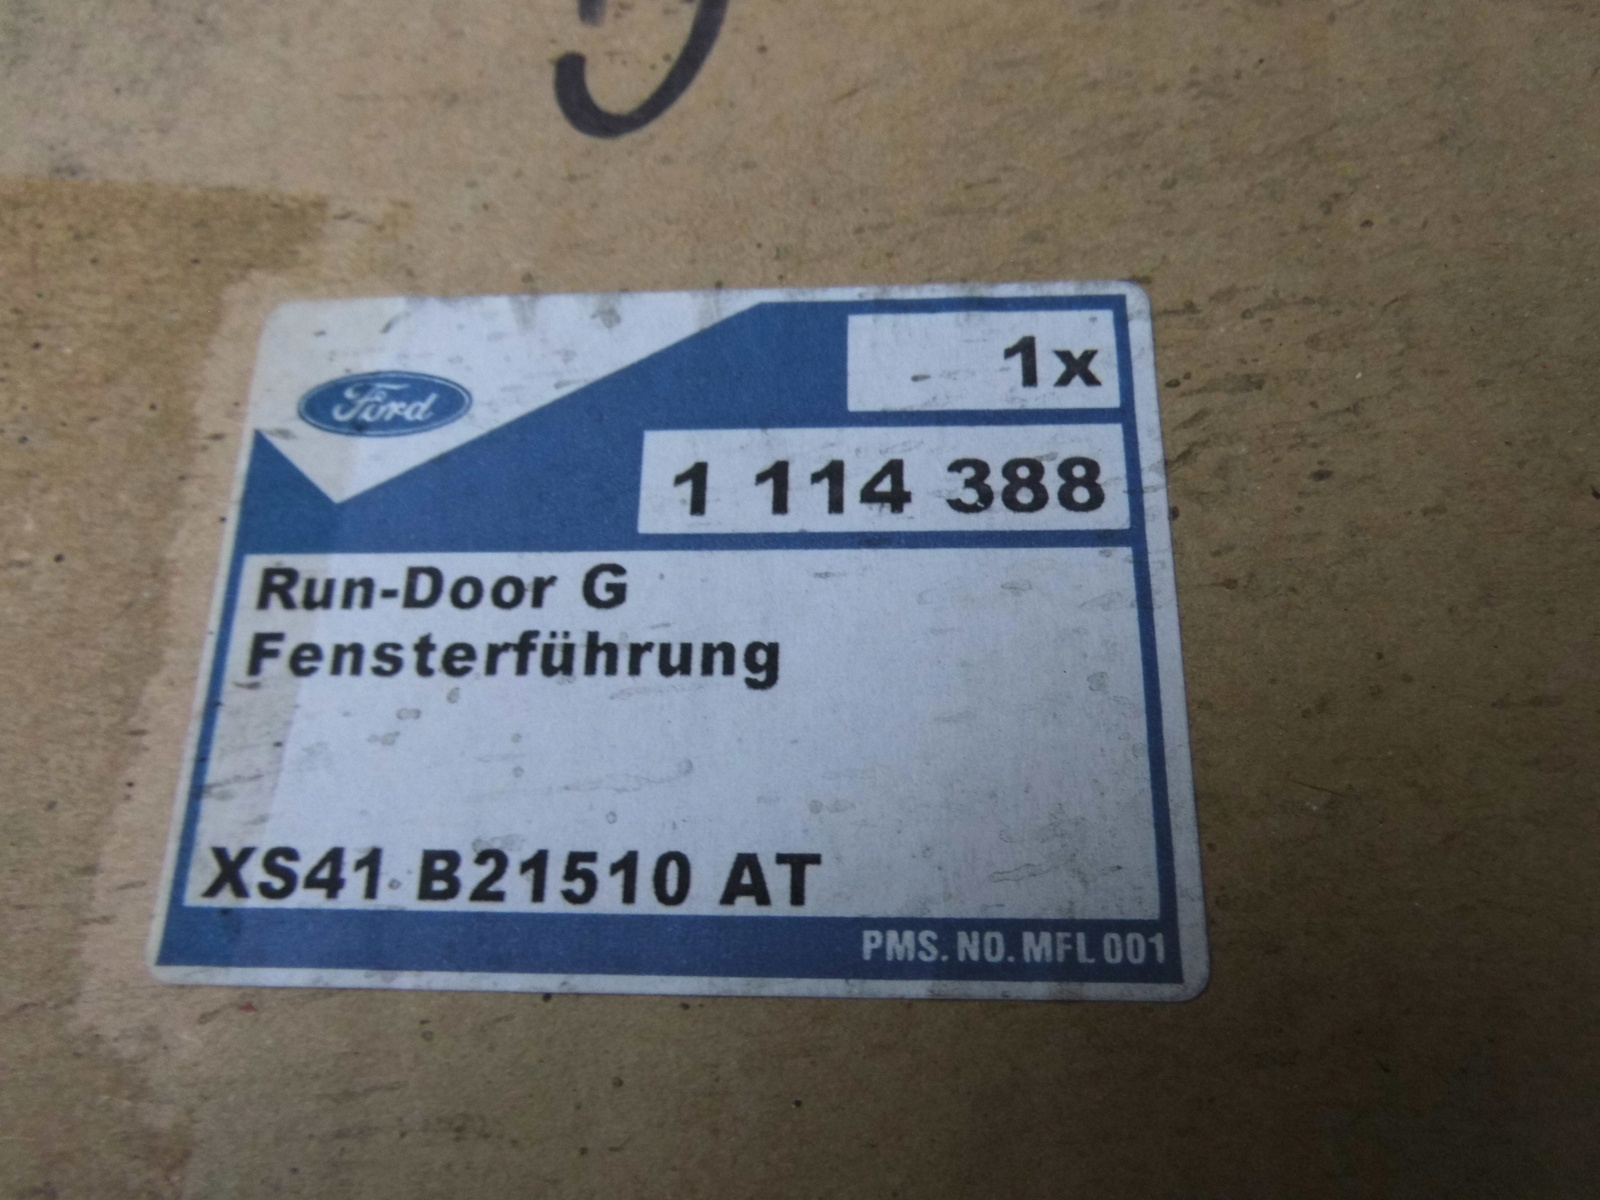 Ford
1x
1 114 388
Run-Door G
Fensterführung
XS41 B21510 AT
PMS. NO. MFL 001